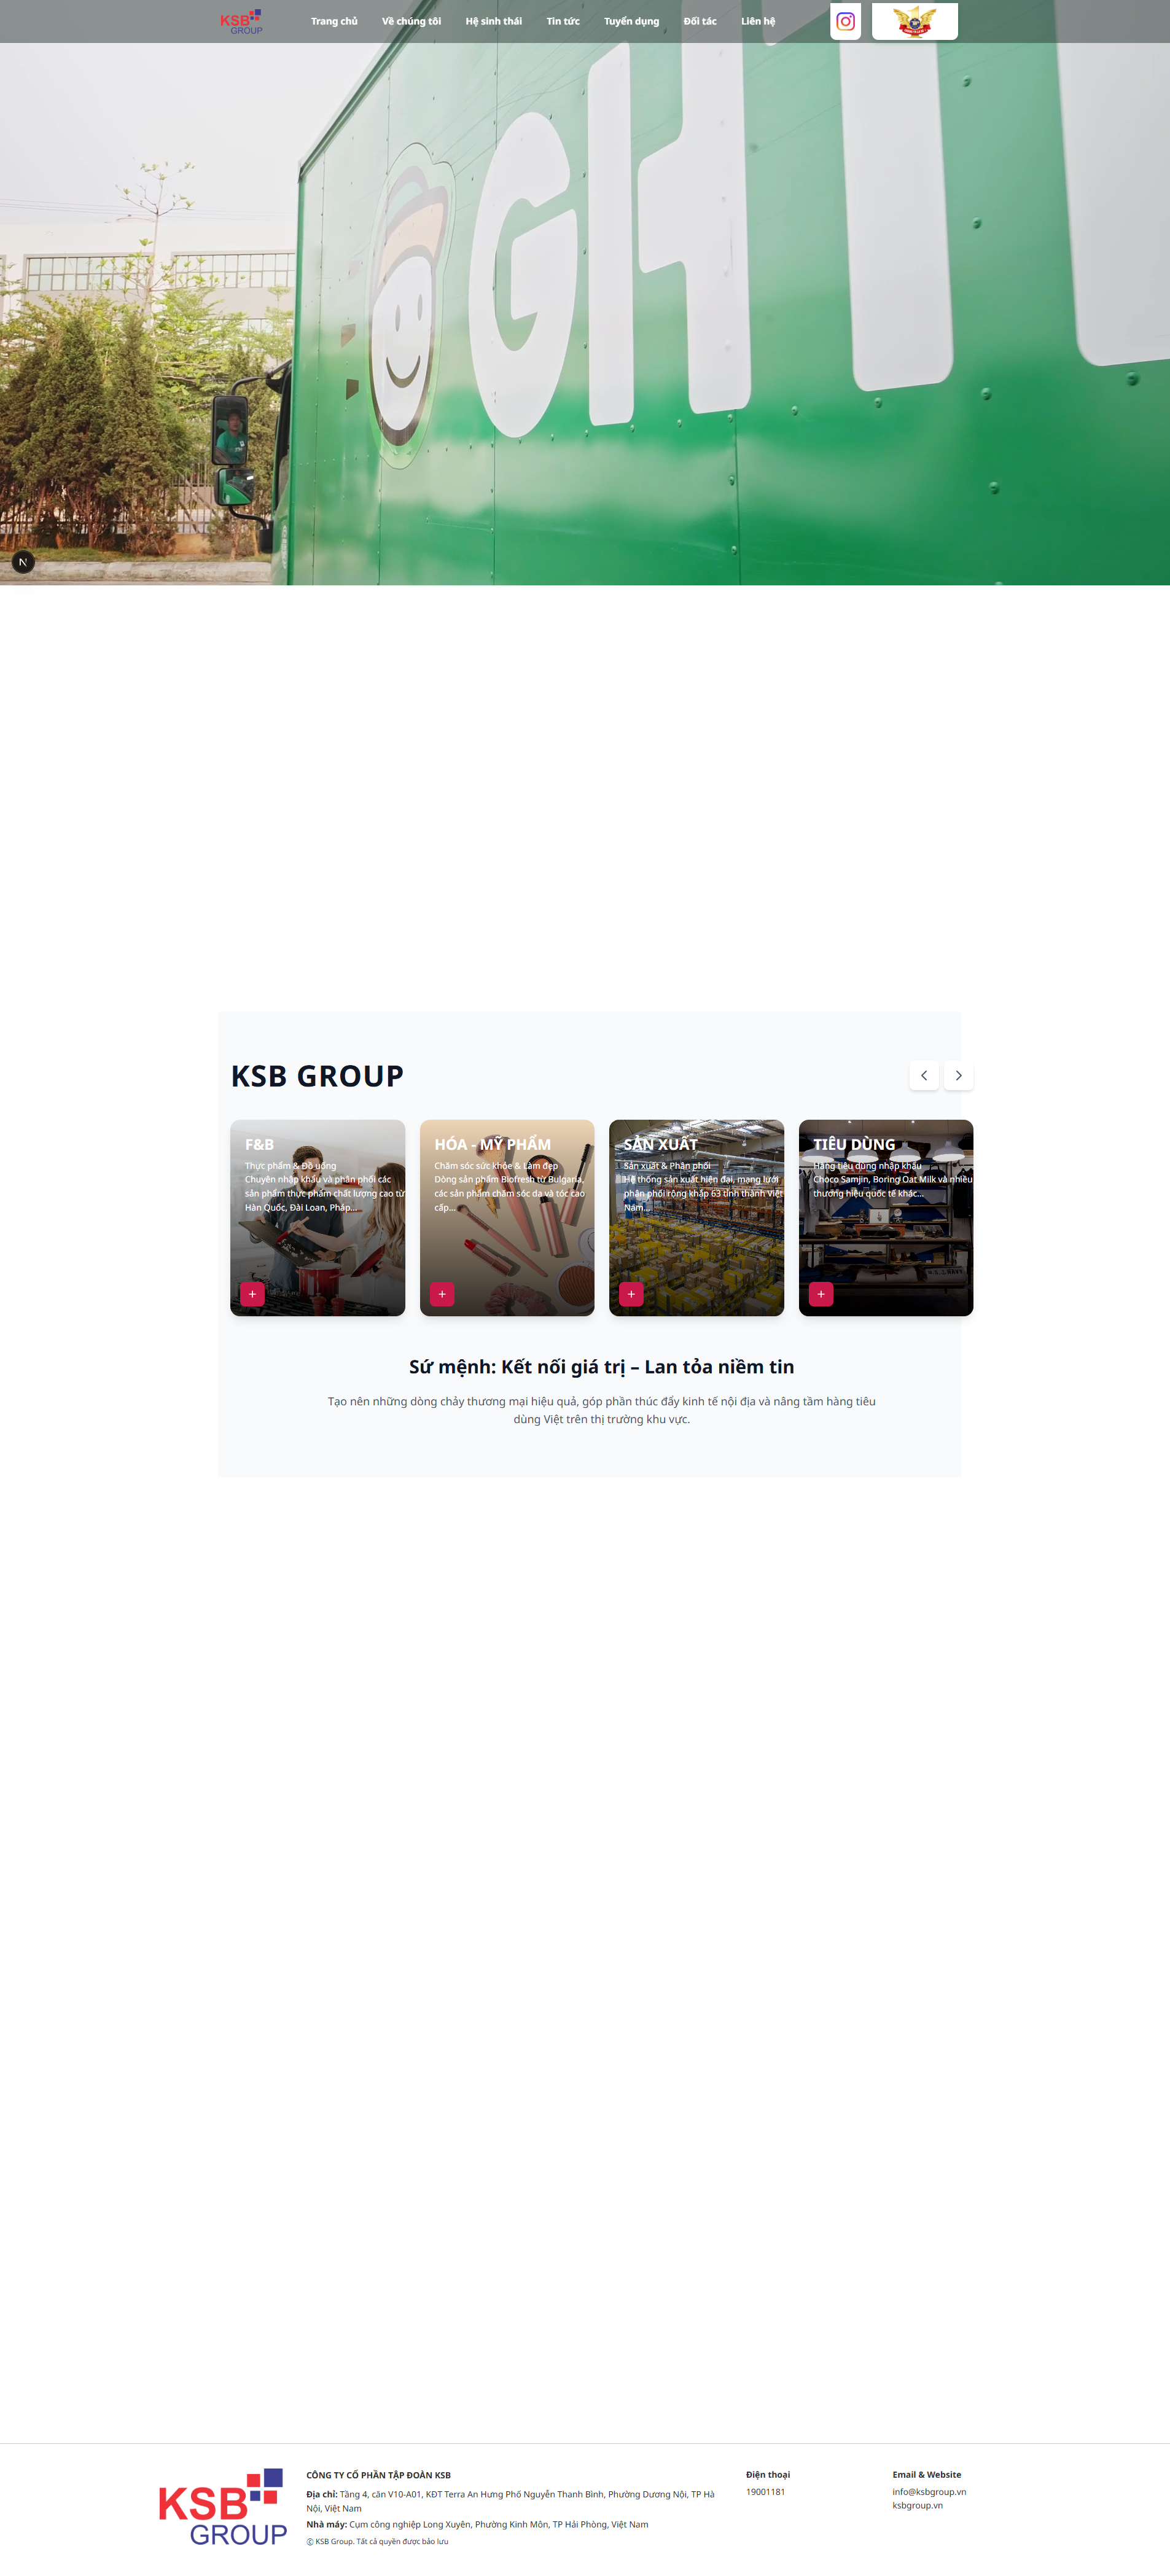 KSB
GROUP
Trang chủ
Về chúng tôi
Hệ sinh thái
Tin tức
Tuyển dụng
Đối tác
Liên hệ
GHT
N
KSB GROUP
F&B
Thực phẩm & Đồ uống
Chuyên nhập khẩu và phân phối các
sản phẩm thực phẩm chất lượng cao từ
Hàn Quốc, Đài Loan, Pháp...
HÓA - MỸ PHẨM
Chăm sóc sức khỏe & Làm đẹp
Dòng sản phẩm Biofresh từ Bulgaria,
các sản phẩm chăm sóc da và tóc cao
cấp...
SẢN XUẤT
Sản xuất & Phân phối
Hệ thống sản xuất hiện đại, mạng lưới
phân phối rộng khắp 63 tỉnh thành Việt
Nam...
TIÊU DÙNG
Hàng tiêu dùng nhập khẩu
Choco Samjin, Boring Oat Milk và nhiều
thương hiệu quốc tế khác...
Sứ mệnh: Kết nối giá trị – Lan tỏa niềm tin
Tạo nên những dòng chảy thương mại hiệu quả, góp phần thúc đẩy kinh tế nội địa và nâng tầm hàng tiêu
dùng Việt trên thị trường khu vực.
KSB
GROUP
CÔNG TY CỔ PHẦN TẬP ĐOÀN KSB
Địa chỉ: Tầng 4, căn V10-A01, KĐT Terra An Hưng Phố Nguyễn Thanh Bình, Phường Dương Nội, TP Hà
Nội, Việt Nam
Nhà máy: Cụm công nghiệp Long Xuyên, Phường Kinh Môn, TP Hải Phòng, Việt Nam
© KSB Group. Tất cả quyền được bảo lưu
Điện thoại
19001181
Email & Website
info@ksbgroup.vn
ksbgroup.vn